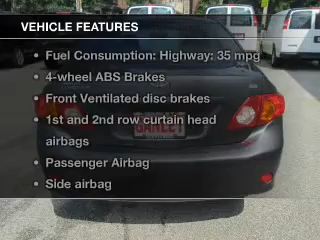 VEHICLE FEATURES
• Fuel Consumption: Highway: 35 mpg
• 4-wheel ABS Brakes
• Front Ventilated disc brakes
• 1st and 2nd row curtain head
airbags
• Passenger Airbag
• Side airbag